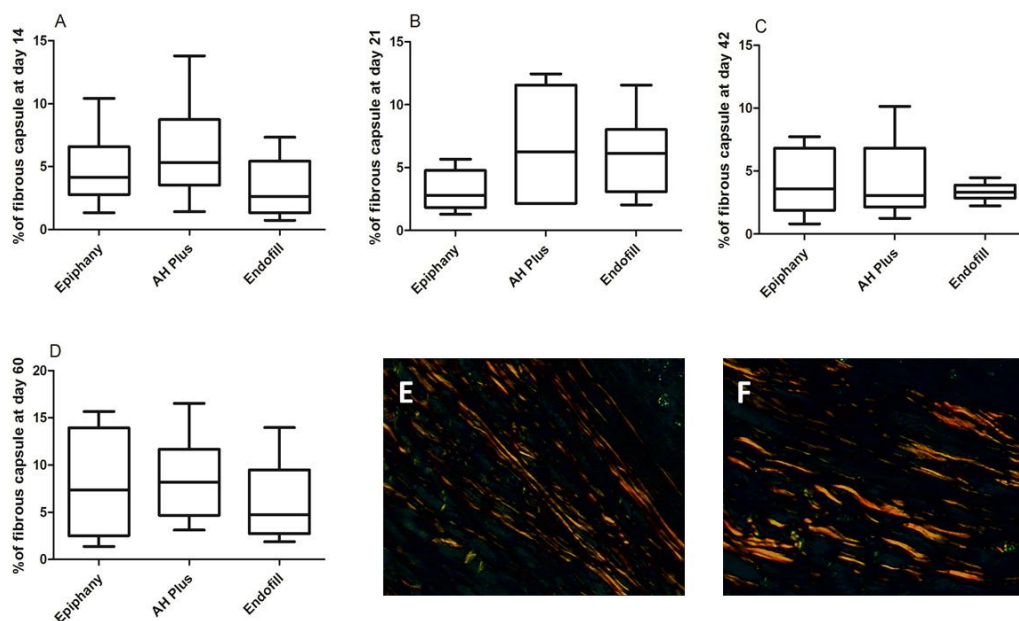 A
%of fibrous capsule at day 14
15
10
5
0
Epiphany
AH Plus
Endofill
B
%of fibrous capsule at day 21
15
10
5
0
Epiphany
AH Plus
Endofill
C
%of fibrous capsule at day 42
15
10
5
0
Epiphany
AH Plus
Endofill
D
%of fibrous capsule at day 60
20
15
10
5
0
Epiphany
AH Plus
Endofill
E
F